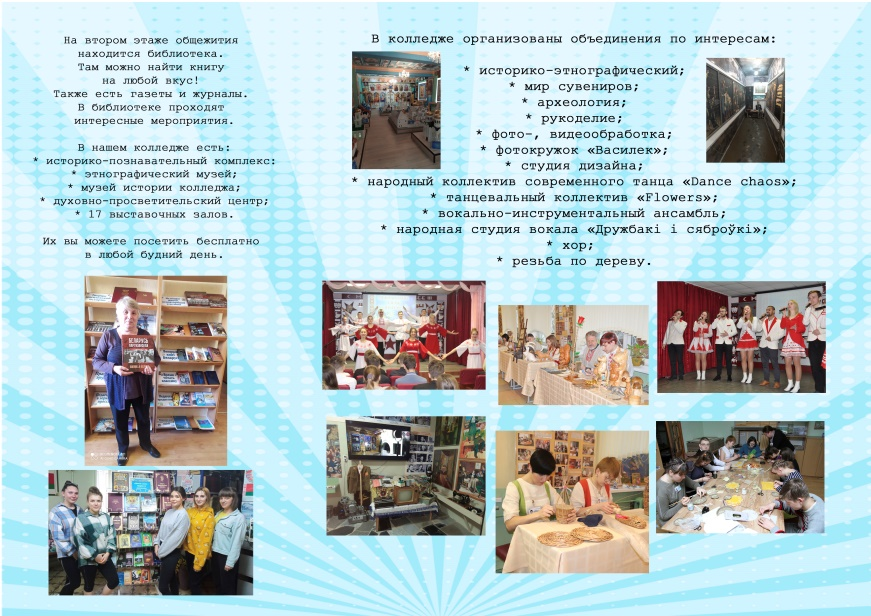 На втором этаже общежития
находится библиотека.
Там можно найти книгу
на любой вкус!
Также есть газеты и журналы.
В библиотеке проходят
интересные мероприятия.
В нашем колледже есть:
* историко-познавательный комплекс:
* этнографический музей;
* музей истории колледжа;
* духовно-просветительский центр;
* 17 выставочных залов.
Их вы можете посетить бесплатно
в любой будний день.
В колледже организованы объединения по интересам:
* историко-этнографический;
* мир сувениров;
* археология;
* рукоделие;
* фото-, видеообработка;
* фотокружок «Василек»;
* студия дизайна;
* народный коллектив современного танца «Dance chaos»;
* танцевальный коллектив «Flowers»;
* вокально-инструментальный ансамбль;
* народная студия вокала «Дружбакі і сяброўкі»;
* хор;
* резьба по дереву.
БЕЛАРУСЬ